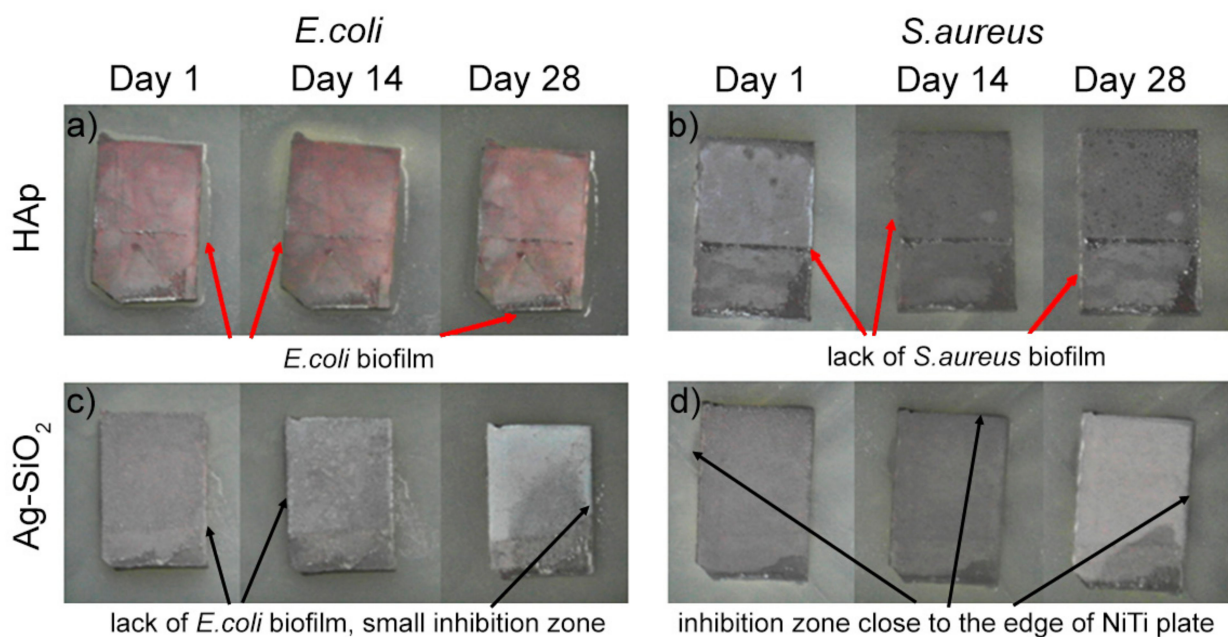 E.coli
S.aureus
Day 1 Day 14 Day 28
Day 1 Day 14 Day 28
HAp
a)
b)
E.coli biofilm
lack of S.aureus biofilm
Ag-SiO₂
c)
d)
lack of E.coli biofilm, small inhibition zone
inhibition zone close to the edge of NiTi plate